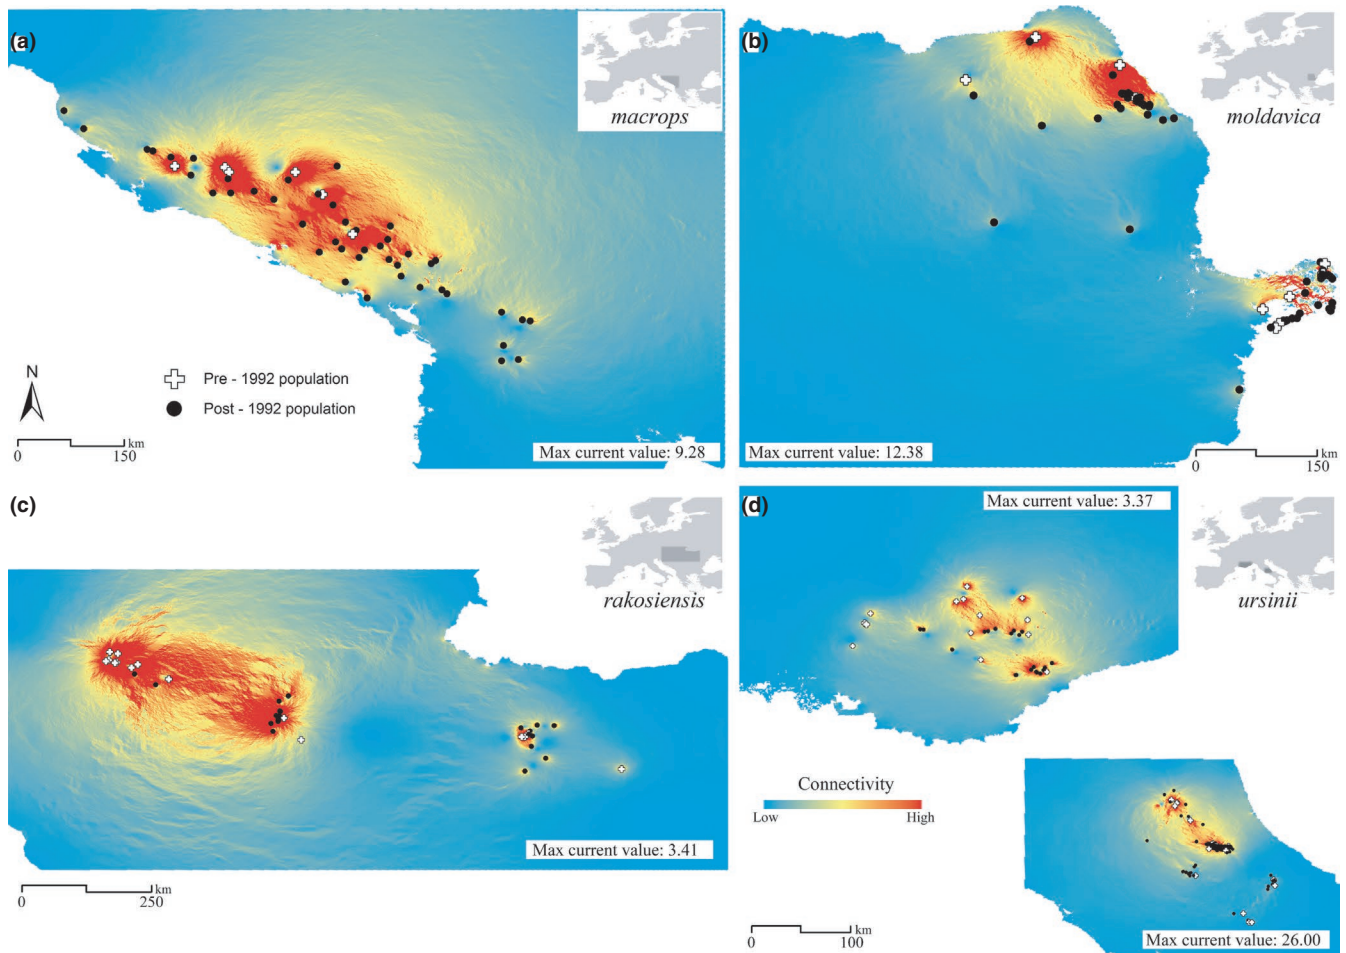 (a)
macrops
N
Pre - 1992 population
Post - 1992 population
km
0 150
Max current value: 9.28
(b)
moldavica
Max current value: 12.38
km
0 150
(c)
rakosiensis
Max current value: 3.41
km
0 250
(d)
Max current value: 3.37
ursinii
Connectivity
Low High
km
0 100
Max current value: 26.00